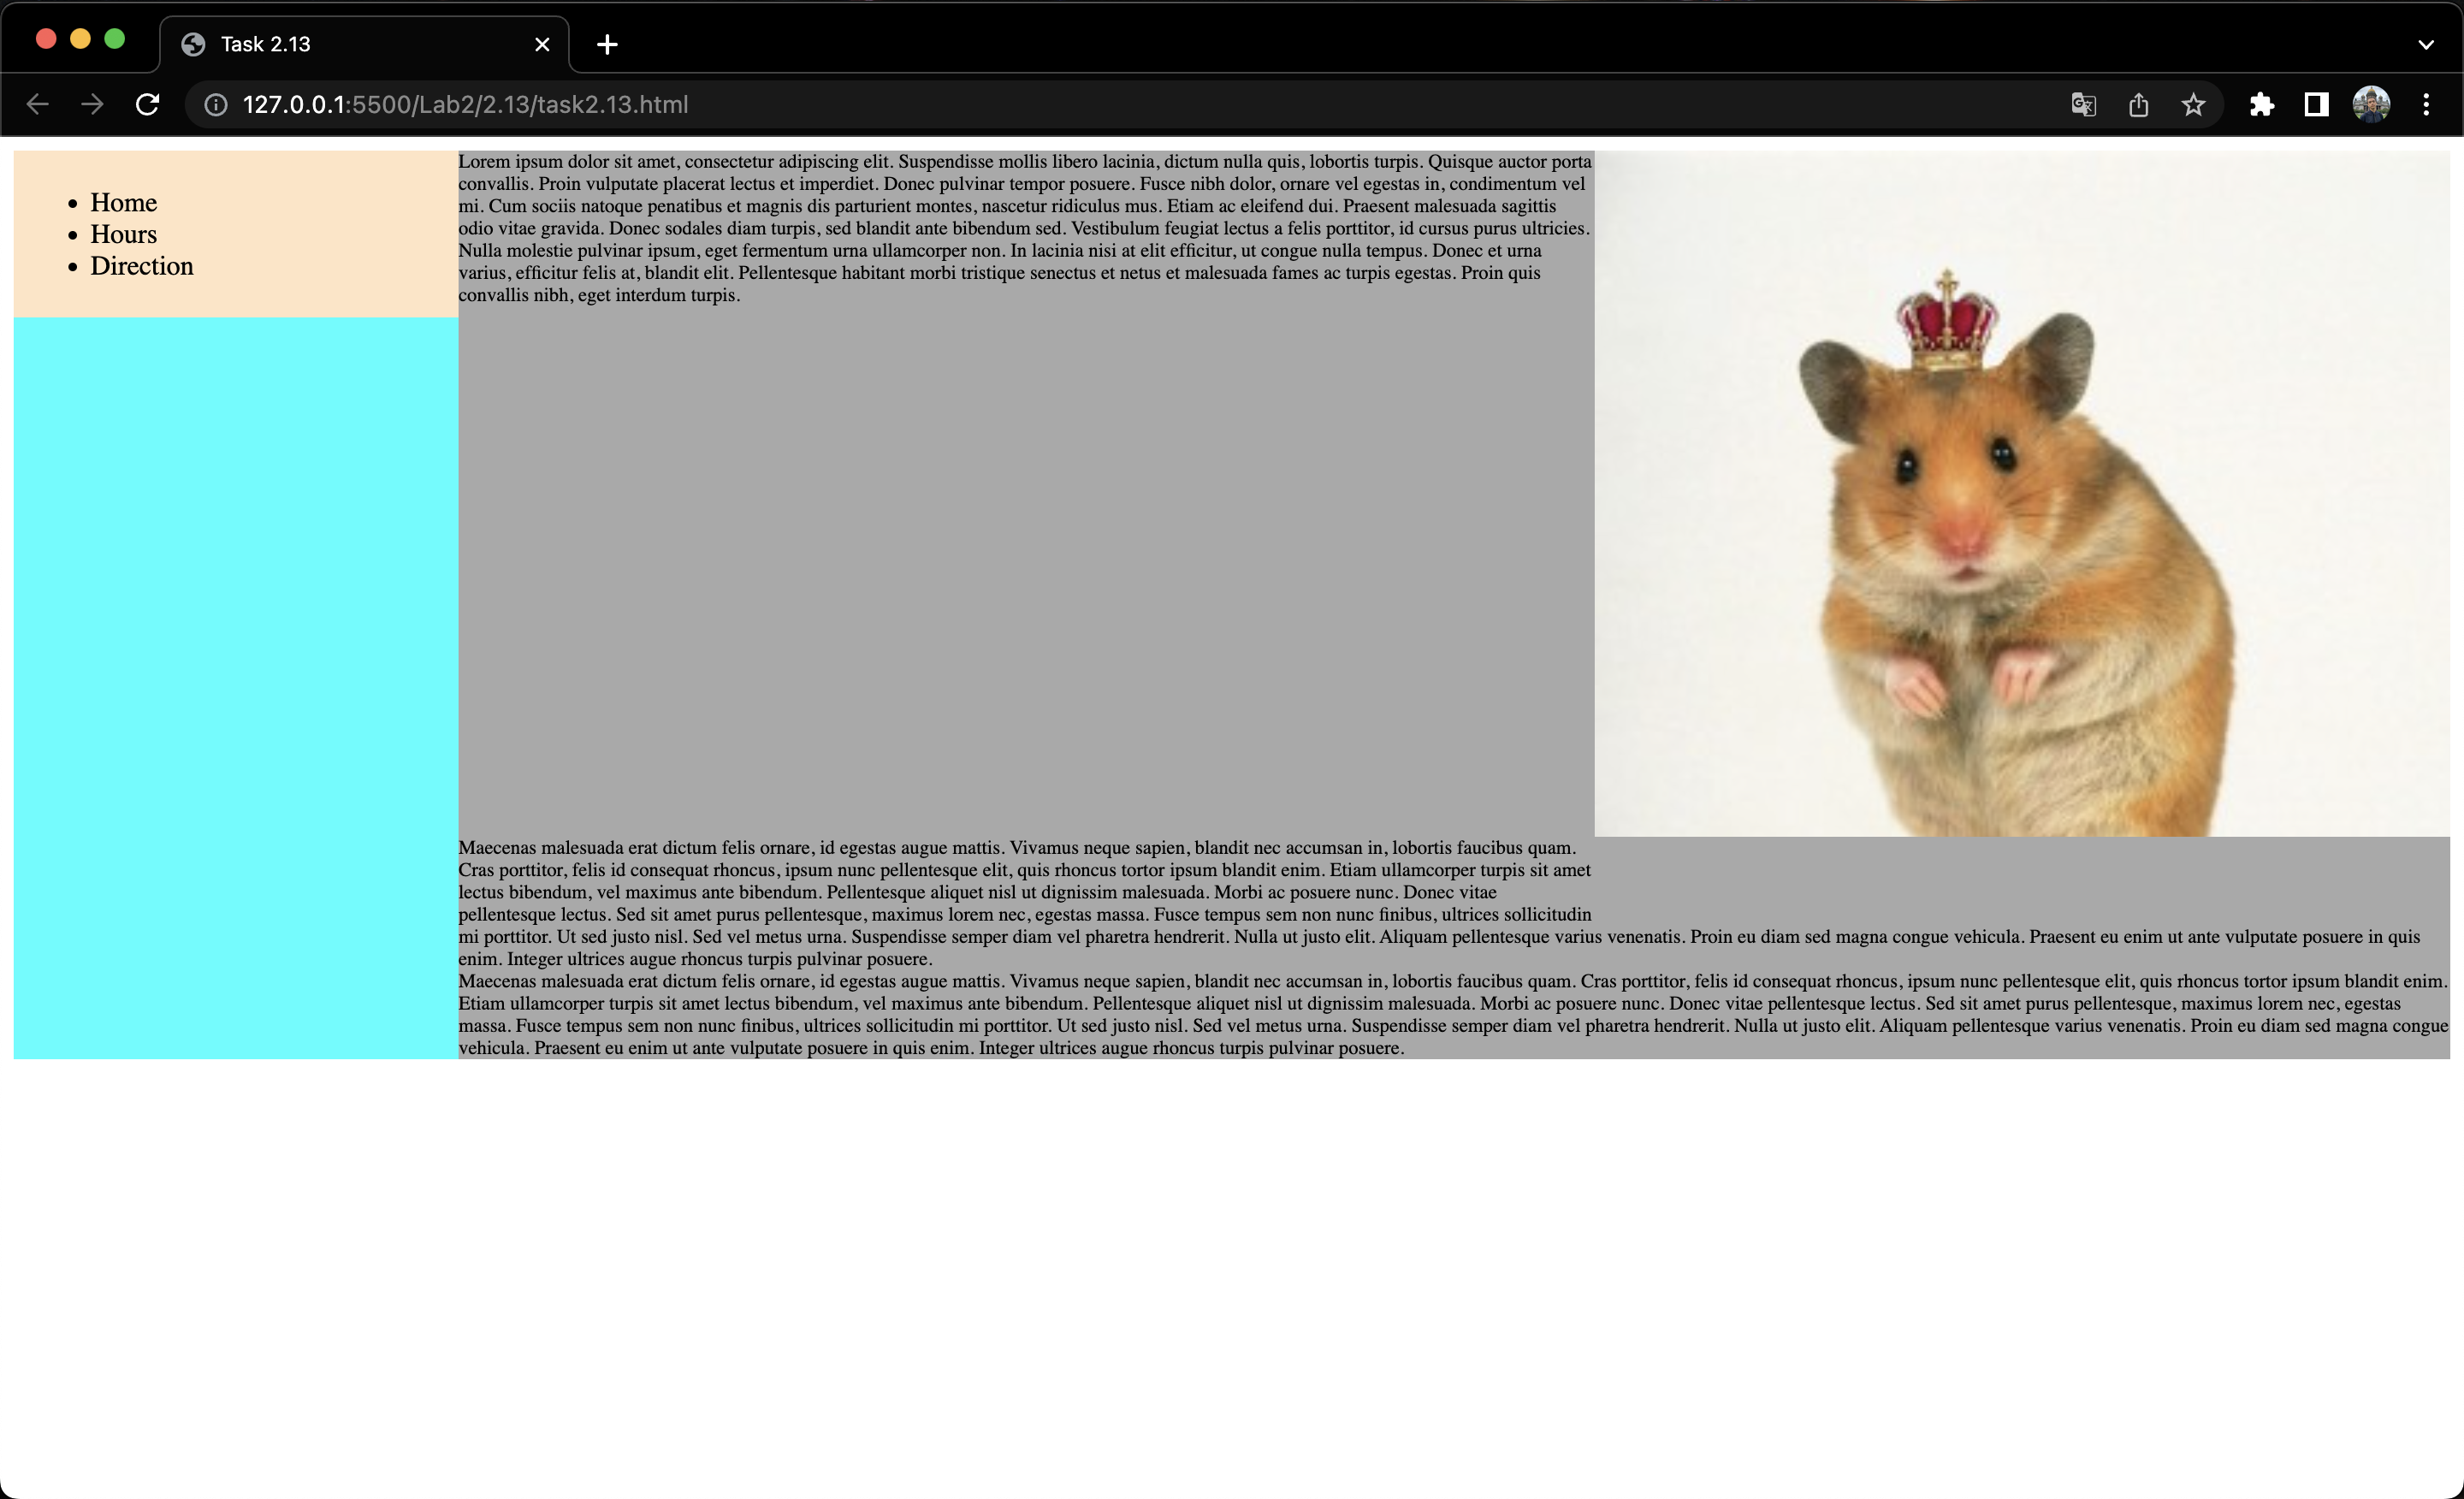 Task 2.13
127.0.0.1:5500/Lab2/2.13/task2.13.html
Home
Hours
Direction
Lorem ipsum dolor sit amet, consectetur adipiscing elit. Suspendisse mollis libero lacinia, dictum nulla quis, lobortis turpis. Quisque auctor porta
convallis. Proin vulputate placerat lectus et imperdiet. Donec pulvinar tempor posuere. Fusce nibh dolor, ornare vel egestas in, condimentum vel
mi. Cum sociis natoque penatibus et magnis dis parturient montes, nascetur ridiculus mus. Etiam ac eleifend dui. Praesent malesuada sagittis
odio vitae gravida. Donec sodales diam turpis, sed blandit ante bibendum sed. Vestibulum feugiat lectus a felis porttitor, id cursus purus ultricies.
Nulla molestie pulvinar ipsum, eget fermentum urna ullamcorper non. In lacinia nisi at elit efficitur, ut congue nulla tempus. Donec et urna
varius, efficitur felis at, blandit elit. Pellentesque habitant morbi tristique senectus et netus et malesuada fames ac turpis egestas. Proin quis
convallis nibh, eget interdum turpis.
Maecenas malesuada erat dictum felis ornare, id egestas augue mattis. Vivamus neque sapien, blandit nec accumsan in, lobortis faucibus quam.
Cras porttitor, felis id consequat rhoncus, ipsum nunc pellentesque elit, quis rhoncus tortor ipsum blandit enim. Etiam ullamcorper turpis sit amet
lectus bibendum, vel maximus ante bibendum. Pellentesque aliquet nisl ut dignissim malesuada. Morbi ac posuere nunc. Donec vitae
pellentesque lectus. Sed sit amet purus pellentesque, maximus lorem nec, egestas massa. Fusce tempus sem non nunc finibus, ultrices sollicitudin
mi porttitor. Ut sed justo nisl. Sed vel metus urna. Suspendisse semper diam vel pharetra hendrerit. Nulla ut justo elit. Aliquam pellentesque varius venenatis. Proin eu diam sed magna congue vehicula. Praesent eu enim ut ante vulputate posuere in quis
enim. Integer ultrices augue rhoncus turpis pulvinar posuere.
Maecenas malesuada erat dictum felis ornare, id egestas augue mattis. Vivamus neque sapien, blandit nec accumsan in, lobortis faucibus quam. Cras porttitor, felis id consequat rhoncus, ipsum nunc pellentesque elit, quis rhoncus tortor ipsum blandit enim.
Etiam ullamcorper turpis sit amet lectus bibendum, vel maximus ante bibendum. Pellentesque aliquet nisl ut dignissim malesuada. Morbi ac posuere nunc. Donec vitae pellentesque lectus. Sed sit amet purus pellentesque, maximus lorem nec, egestas
massa. Fusce tempus sem non nunc finibus, ultrices sollicitudin mi porttitor. Ut sed justo nisl. Sed vel metus urna. Suspendisse semper diam vel pharetra hendrerit. Nulla ut justo elit. Aliquam pellentesque varius venenatis. Proin eu diam sed magna congue
vehicula. Praesent eu enim ut ante vulputate posuere in quis enim. Integer ultrices augue rhoncus turpis pulvinar posuere.